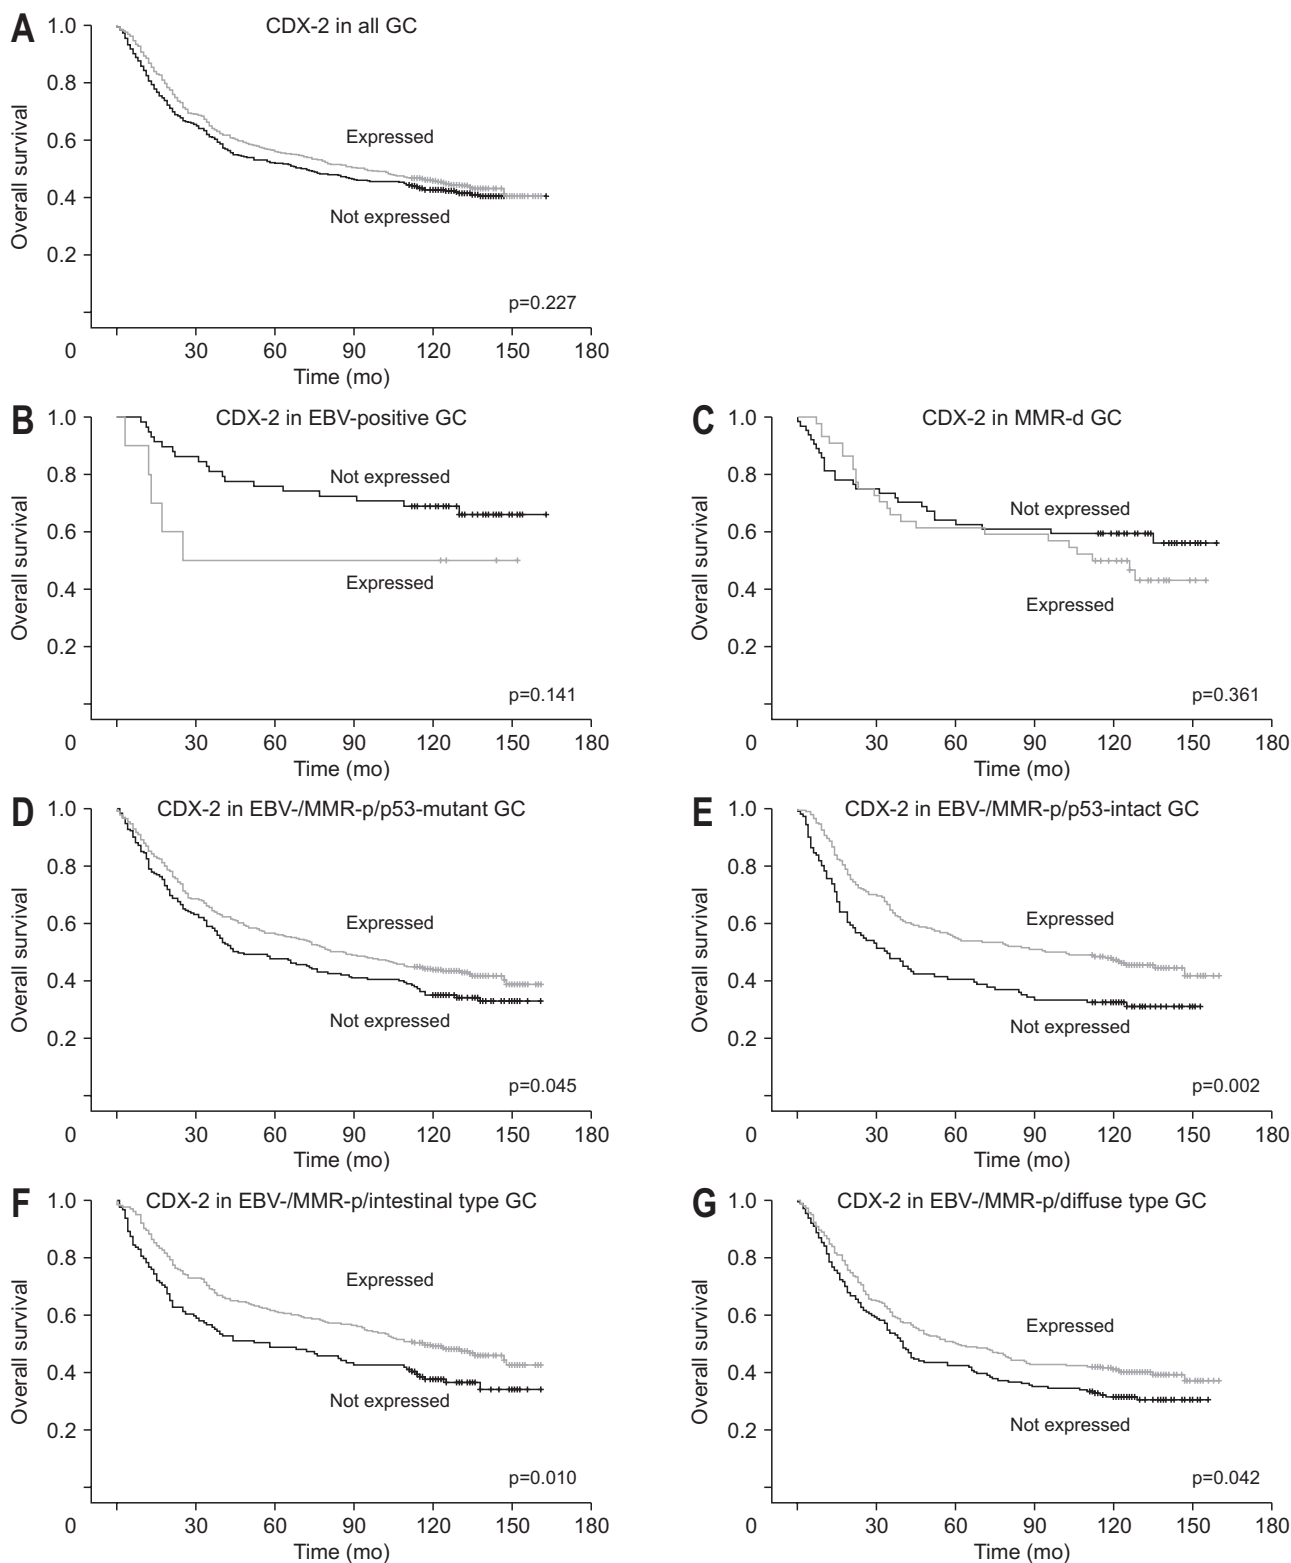 A
CDX-2 in all GC
Overall survival
1.0
0.8
0.6
0.4
0.2
Expressed
Not expressed
p=0.227
0 30 60 90 120 150 180
Time (mo)
B
CDX-2 in EBV-positive GC
Overall survival
1.0
0.8
0.6
0.4
0.2
Not expressed
Expressed
p=0.141
0 30 60 90 120 150 180
Time (mo)
C
CDX-2 in MMR-d GC
Overall survival
1.0
0.8
0.6
0.4
0.2
Not expressed
Expressed
p=0.361
0 30 60 90 120 150 180
Time (mo)
D
CDX-2 in EBV-/MMR-p/p53-mutant GC
Overall survival
1.0
0.8
0.6
0.4
0.2
Expressed
Not expressed
p=0.045
0 30 60 90 120 150 180
Time (mo)
E
CDX-2 in EBV-/MMR-p/p53-intact GC
Overall survival
1.0
0.8
0.6
0.4
0.2
Expressed
Not expressed
p=0.002
0 30 60 90 120 150 180
Time (mo)
F
CDX-2 in EBV-/MMR-p/intestinal type GC
Overall survival
1.0
0.8
0.6
0.4
0.2
Expressed
Not expressed
p=0.010
0 30 60 90 120 150 180
Time (mo)
G
CDX-2 in EBV-/MMR-p/diffuse type GC
Overall survival
1.0
0.8
0.6
0.4
0.2
Expressed
Not expressed
p=0.042
0 30 60 90 120 150 180
Time (mo)